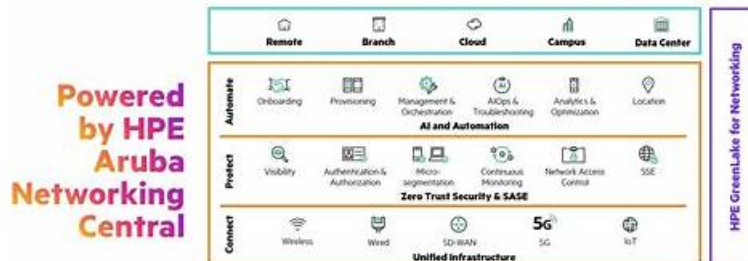 Powered
by HPE
Aruba
Networking
Central
Remote Branch Cloud Campus Data Center
Automate
Onboarding Provisioning Management & Orchestration AIOps & Troubleshooting Analytics & Optimization Location
AI and Automation
Protect
Visibility Authentication & Authorization Micro-segmentation Continuous Monitoring Network Access Control SSE
Zero Trust Security & SASE
Connect
5G
Wireless Wired SD-WAN 5G IoT
Unified Infrastructure
HPE GreenLake for Networking